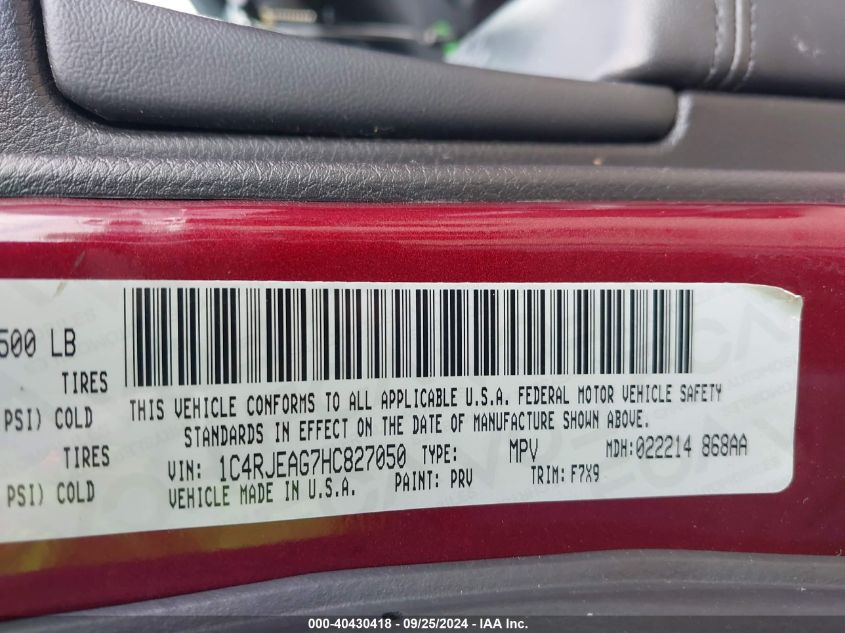 500 LB
TIRES
PSI) COLD
TIRES
PSI) COLD
THIS VEHICLE CONFORMS TO ALL APPLICABLE U.S.A. FEDERAL MOTOR VEHICLE SAFETY
STANDARDS IN EFFECT ON THE DATE OF MANUFACTURE SHOWN ABOVE.
VIN: 1C4RJEAG7HC827050 TYPE: MPV MDH:022214 868AA
VEHICLE MADE IN U.S.A. PAINT: PRV TRIM: F7X9
000-40430418 - 09/25/2024 - IAA Inc.